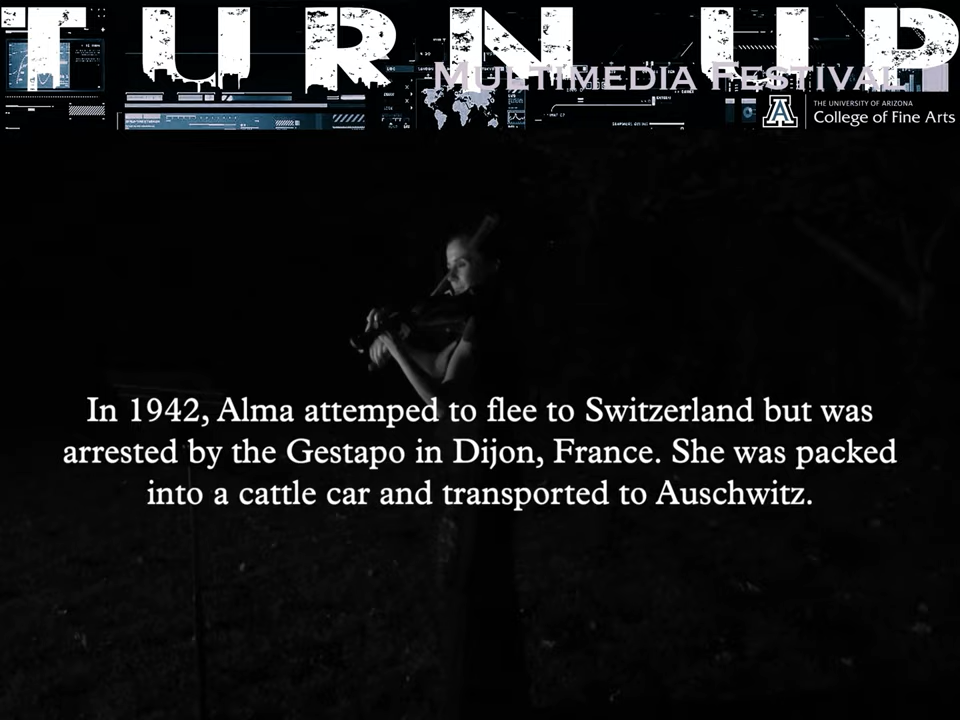 TURN UP
MULTIMEDIA FESTIVAL
THE UNIVERSITY OF ARIZONA
College of Fine Arts
In 1942, Alma attemped to flee to Switzerland but was
arrested by the Gestapo in Dijon, France. She was packed
into a cattle car and transported to Auschwitz.